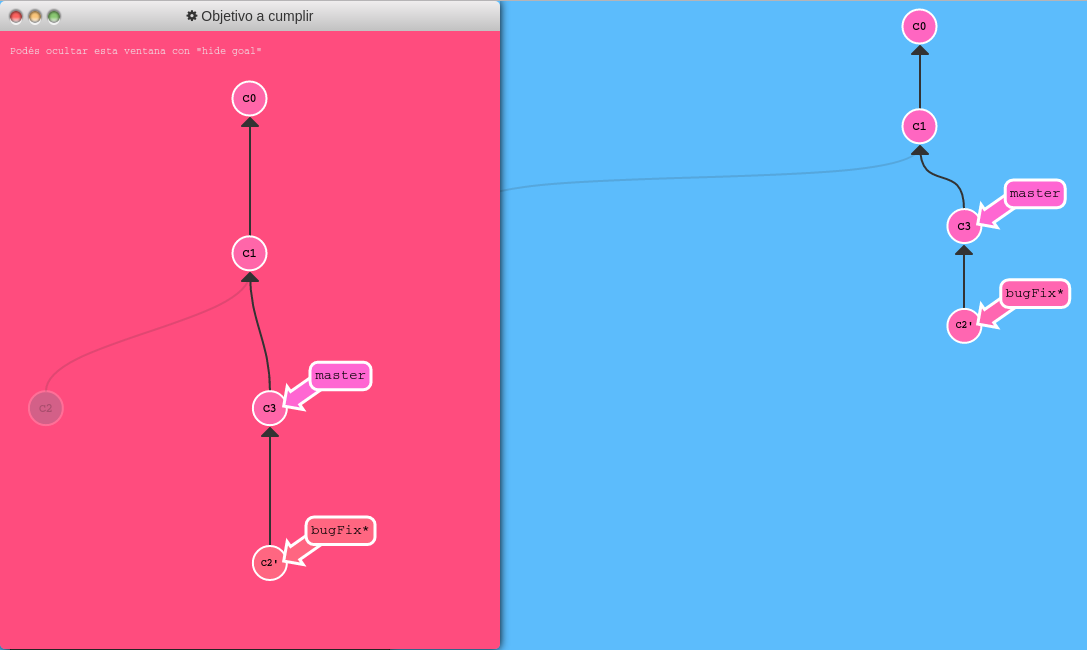 Objetivo a cumplir
Podés ocultar esta ventana con "hide goal"
c0
c1
c2
c3
master
c2'
bugFix*
c0
c1
c3
master
c2'
bugFix*